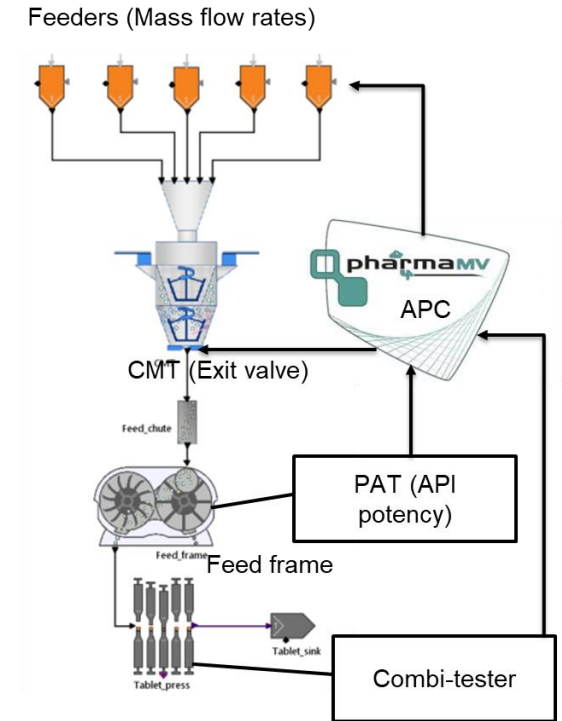 Feeders (Mass flow rates)
pharmaMV
APC
CMT (Exit valve)
Feed_chute
PAT (API
potency)
Feed_frame
Feed frame
Tablet_sink
Tablet_press
Combi-tester